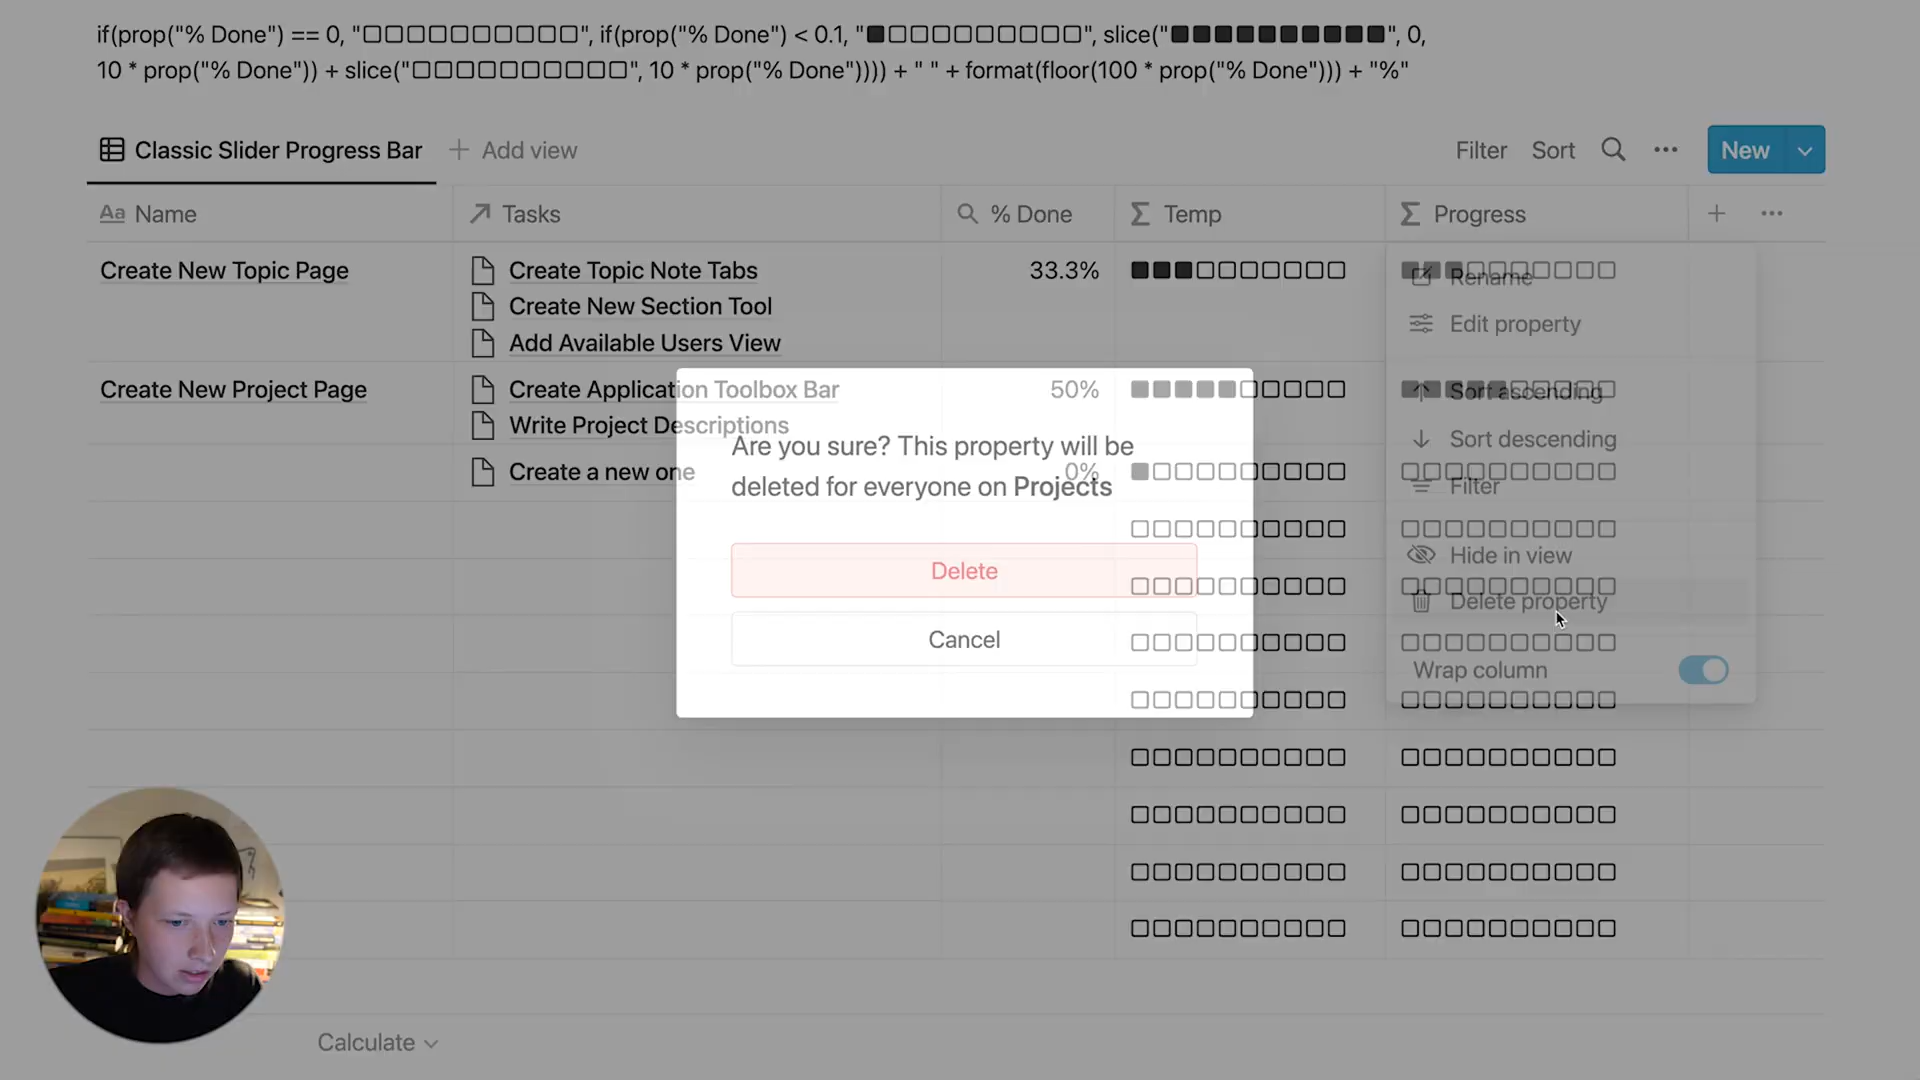 if(prop("% Done") == 0, "□□□□□□□□□□", if(prop("% Done") < 0.1, "■□□□□□□□□□", slice("■■■■■■■■■■", 0,
10 * prop("% Done")) + slice("□□□□□□□□□□", 10 * prop("% Done")))) + " " + format(floor(100 * prop("% Done"))) + "%"
Classic Slider Progress Bar + Add view Filter Sort ••• New
Aa Name Tasks % Done Σ Temp Σ Progress + •••
Create New Topic Page Create Topic Note Tabs 33.3% ■■■□□□□□□□ ■■■□□□□□□□
Rename
Create New Section Tool
Edit property
Add Available Users View
Create New Project Page Create Application Toolbox Bar 50% ■■■■■□□□□□ ■■■■■□□□□□
Sort ascending
Write Project Descriptions
Sort descending
Are you sure? This property will be
Create a new one 0% ■□□□□□□□□□ □□□□□□□□□□
deleted for everyone on Projects
Filter
□□□□□□□□□□ □□□□□□□□□□
Hide in view
Delete
□□□□□□□□□□ □□□□□□□□□□
Delete property
Cancel
□□□□□□□□□□ □□□□□□□□□□
Wrap column
□□□□□□□□□□ □□□□□□□□□□
□□□□□□□□□□ □□□□□□□□□□
□□□□□□□□□□ □□□□□□□□□□
□□□□□□□□□□ □□□□□□□□□□
□□□□□□□□□□ □□□□□□□□□□
Calculate